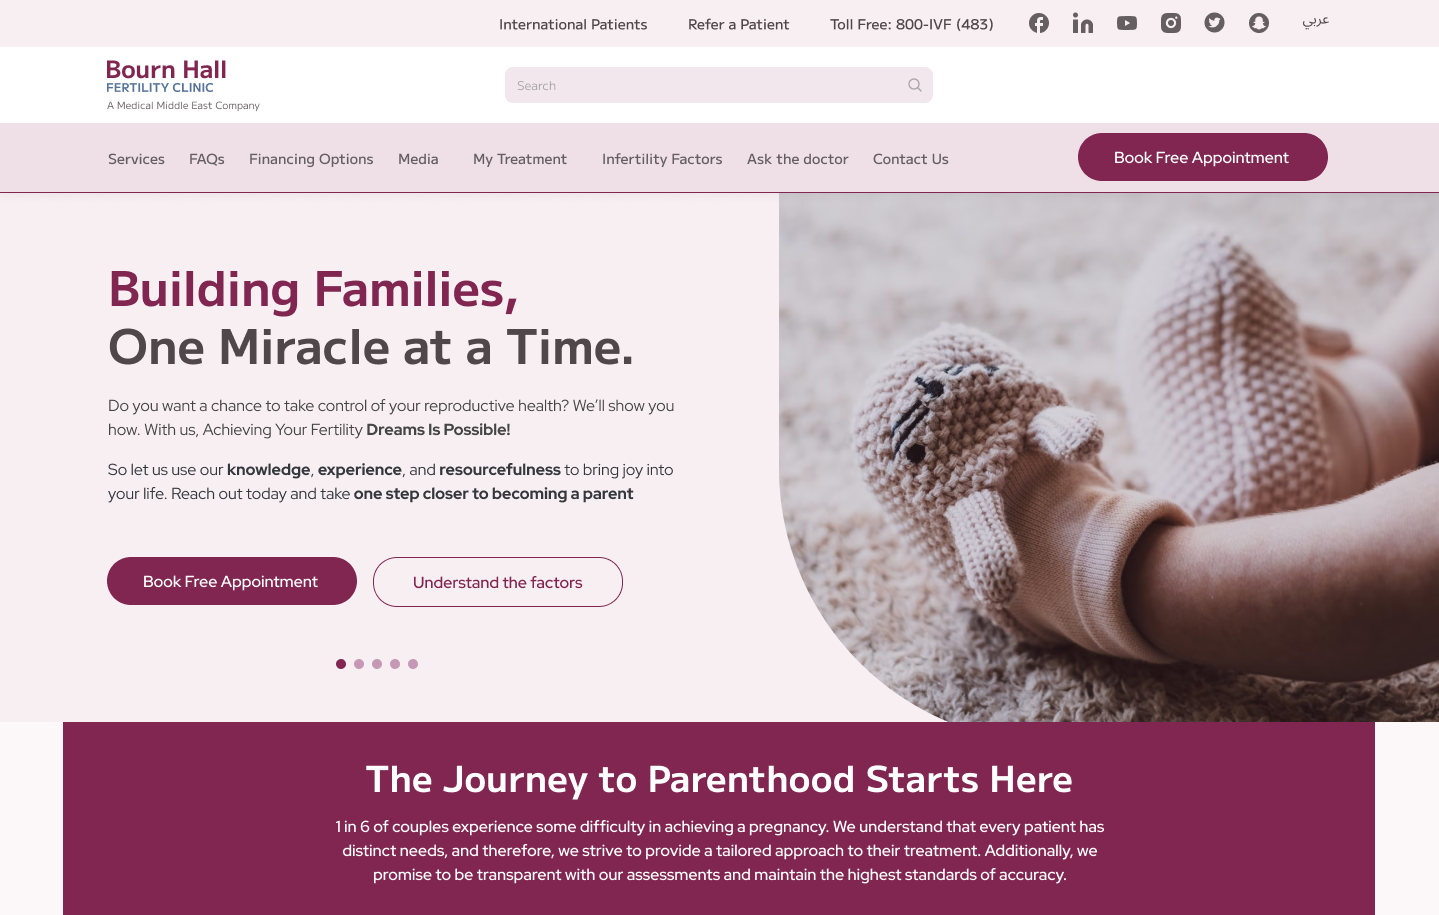 International Patients
Refer a Patient
Toll Free: 800-IVF (483)
عربي
Bourn Hall
FERTILITY CLINIC
A Medical Middle East Company
Search
Services
FAQs
Financing Options
Media
My Treatment
Infertility Factors
Ask the doctor
Contact Us
Book Free Appointment
Building Families,
One Miracle at a Time.
Do you want a chance to take control of your reproductive health? We’ll show you
how. With us, Achieving Your Fertility Dreams Is Possible!
So let us use our knowledge, experience, and resourcefulness to bring joy into
your life. Reach out today and take one step closer to becoming a parent
Book Free Appointment
Understand the factors
The Journey to Parenthood Starts Here
1 in 6 of couples experience some difficulty in achieving a pregnancy. We understand that every patient has
distinct needs, and therefore, we strive to provide a tailored approach to their treatment. Additionally, we
promise to be transparent with our assessments and maintain the highest standards of accuracy.